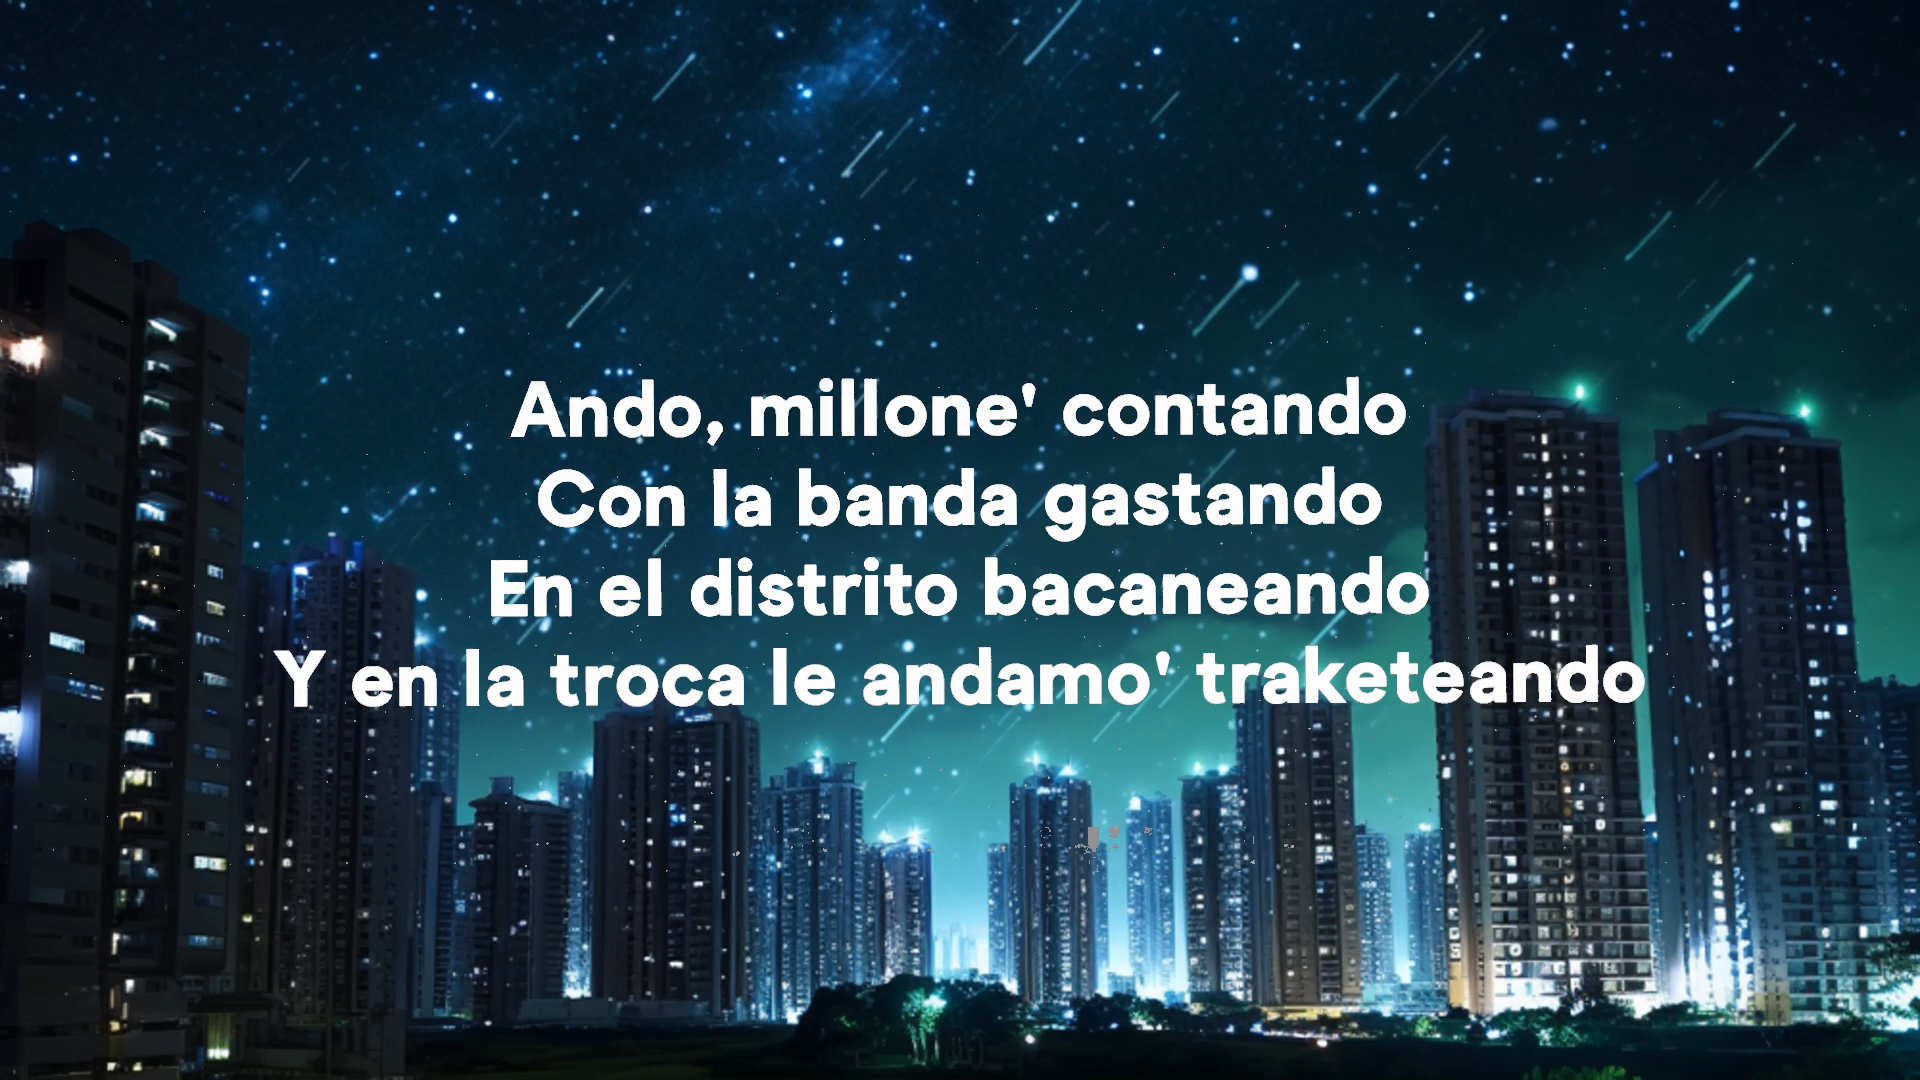 Ando, millone' contando
Con la banda gastando
En el distrito bacaneando
Y en la troca le andamo' traketeando